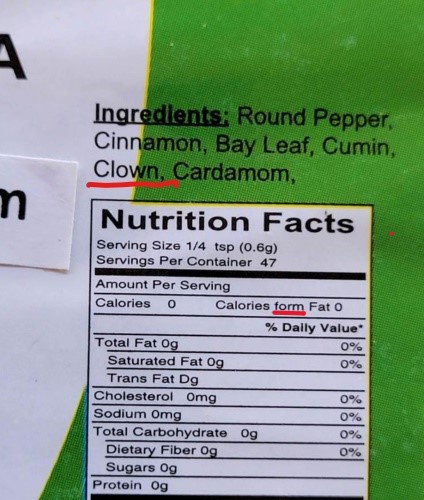 A
Ingredients: Round Pepper,
Cinnamon, Bay Leaf, Cumin,
Clown, Cardamom,
m
Nutrition Facts
Serving Size 1/4 tsp (0.6g)
Servings Per Container 47
Amount Per Serving
Calories 0 Calories form Fat 0
% Daily Value*
Total Fat 0g 0%
Saturated Fat 0g 0%
Trans Fat Dg
Cholesterol 0mg 0%
Sodium 0mg 0%
Total Carbohydrate 0g 0%
Dietary Fiber 0g 0%
Sugars 0g
Protein 0g